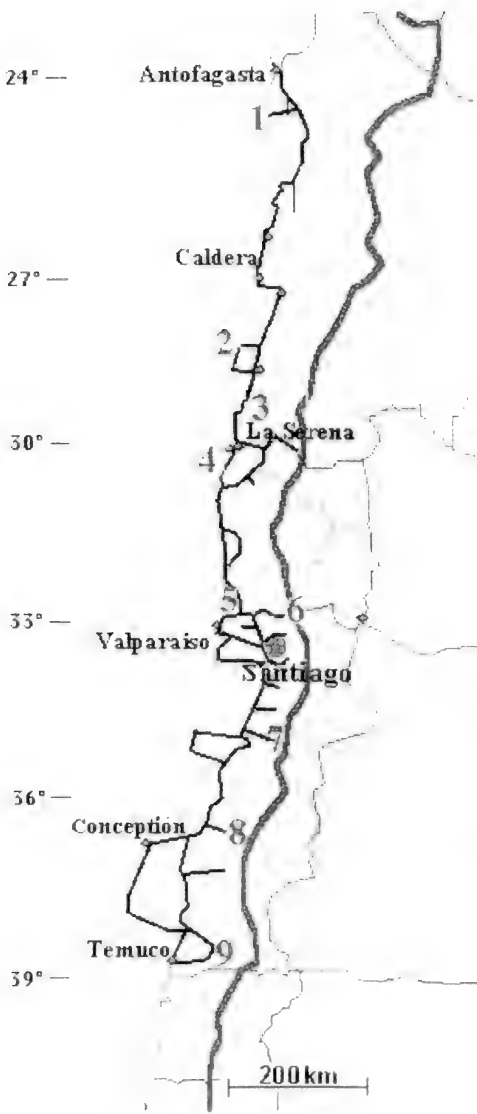 24°
Antofagasta
1
Caldera
27°
2
3
La Serena
30°
4
5
6
33°
Valparaiso
Santiago
7
36°
Conception
8
Temuco
9
39°
200km